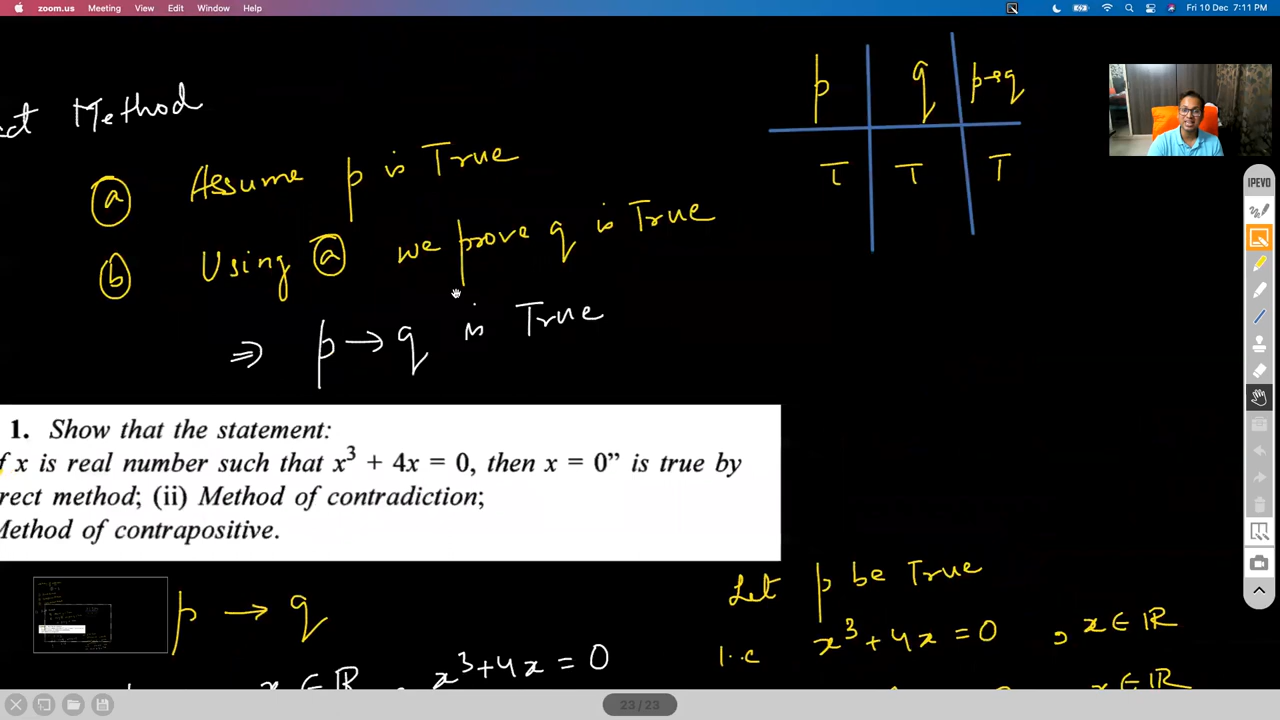 zoom.us Meeting View Edit Window Help Fri 10 Dec 7:11 PM
ct Method
a Assume p is True
b Using a we prove q is True
⇒ p → q is True
p q p→q
T T T
IPEVO
1. Show that the statement:
f x is real number such that x³ + 4x = 0, then x = 0” is true by
rect method; (ii) Method of contradiction;
Method of contrapositive.
p → q
x ∈ ℝ , x³+4x = 0
Let p be True
i.e x³+4x = 0 , x ∈ ℝ
x ∈ ℝ
23 / 23